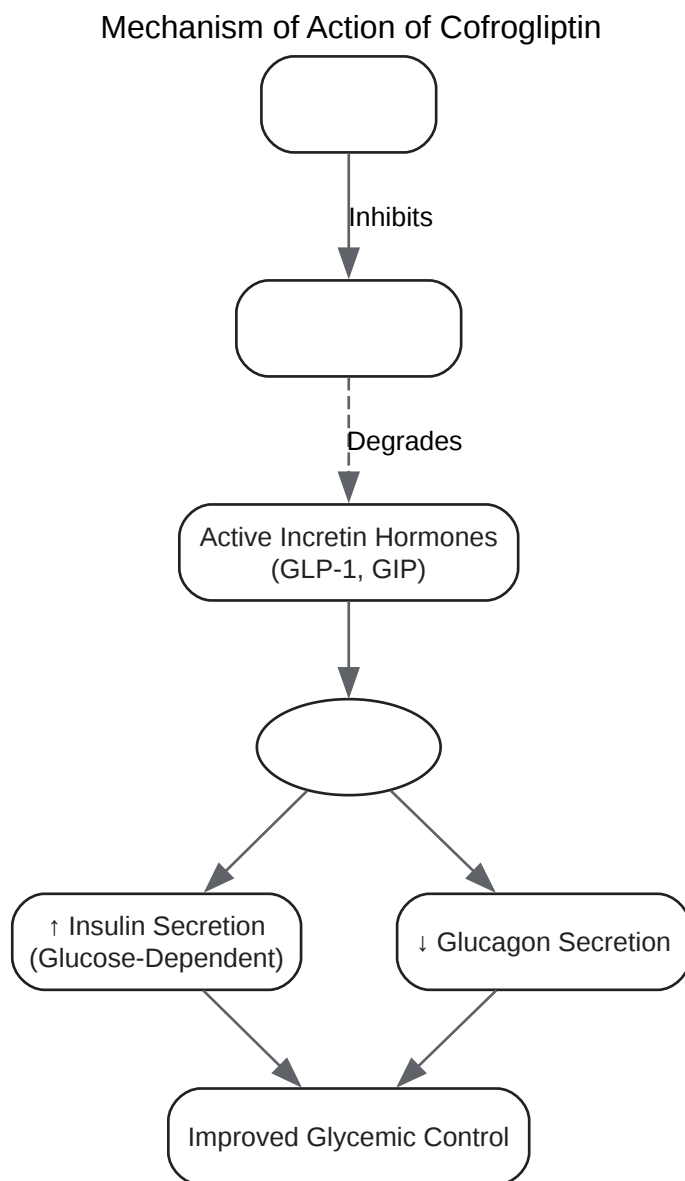 Mechanism of Action of Cofrogliptin
Inhibits
Degrades
Active Incretin Hormones
(GLP-1, GIP)
↑ Insulin Secretion
(Glucose-Dependent)
↓ Glucagon Secretion
Improved Glycemic Control